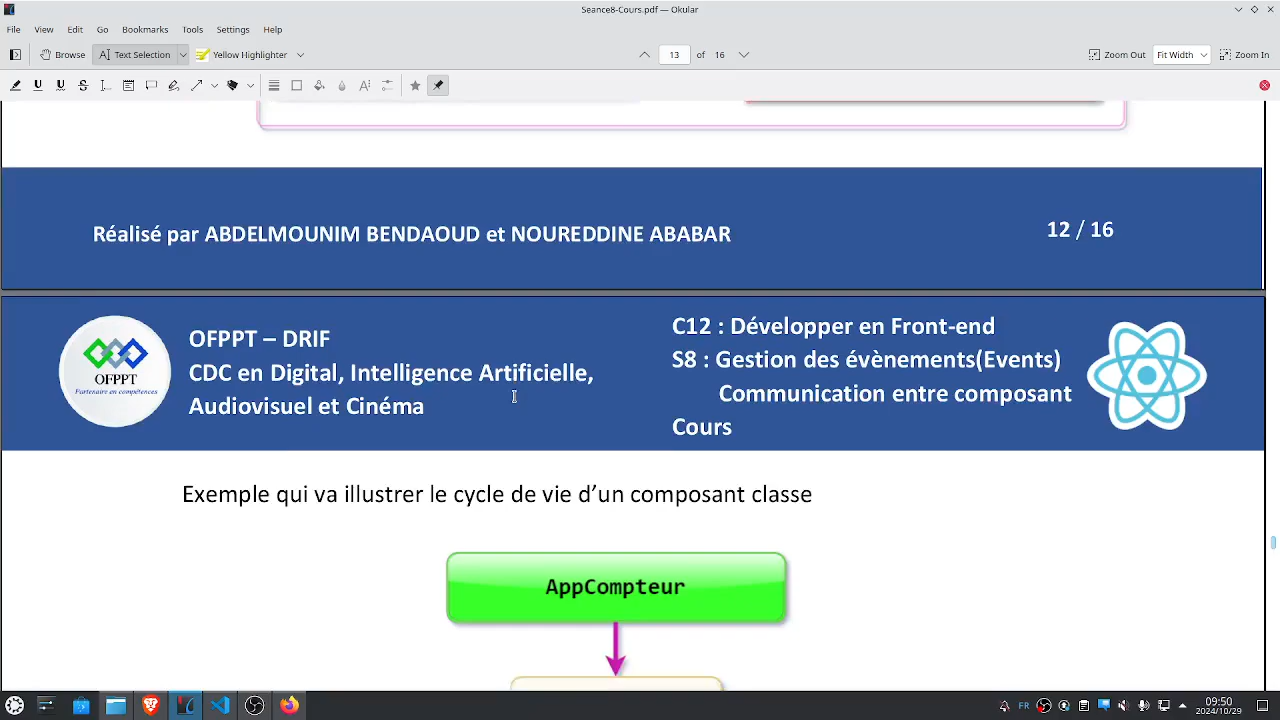 Seance8-Cours.pdf — Okular
File View Edit Go Bookmarks Tools Settings Help
Browse Text Selection Yellow Highlighter 13 of 16 Zoom Out Fit Width Zoom In
Réalisé par ABDELMOUNIM BENDAOUD et NOUREDDINE ABABAR
12 / 16
OFPPT
Partenaire en compétences
OFPPT – DRIF
CDC en Digital, Intelligence Artificielle,
Audiovisuel et Cinéma
C12 : Développer en Front-end
S8 : Gestion des évènements(Events)
Communication entre composant
Cours
Exemple qui va illustrer le cycle de vie d’un composant classe
AppCompteur
FR
09:50
2024/10/29